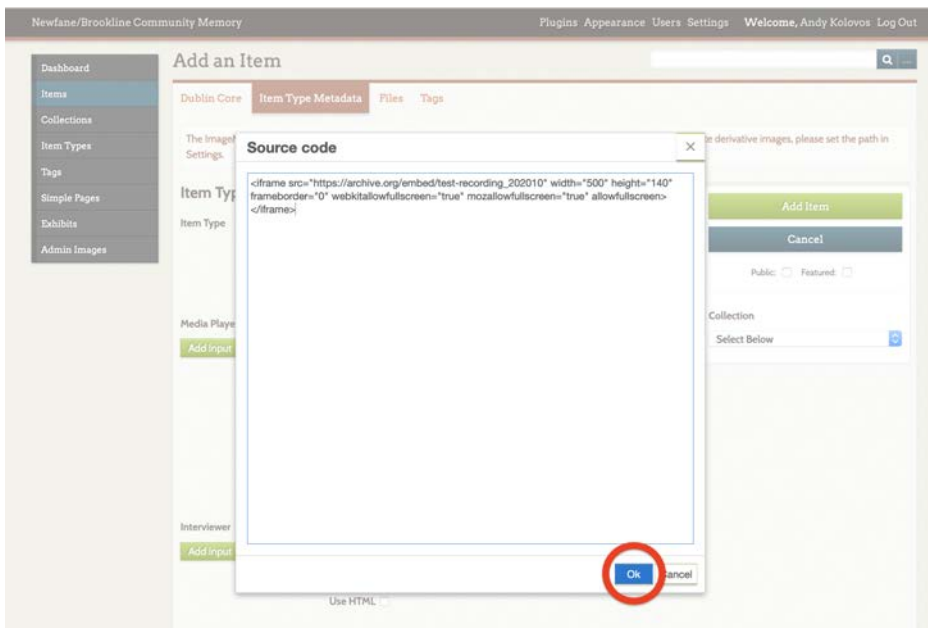 Newfane/Brookline Community Memory
Plugins Appearance Users Settings Welcome, Andy Kolovos Log Out
Dashboard
Items
Collections
Item Types
Tags
Simple Pages
Exhibits
Admin Images
Add an Item
...
Dublin Core Item Type Metadata Files Tags
The Image
te derivative images, please set the path in
Settings.
Item Typ
Item Type
Media Playe
Add Input
Interviewer
Add Input
Use HTML
Source code
<iframe src="https://archive.org/embed/test-recording_202010" width="500" height="140"
frameborder="0" webkitallowfullscreen="true" mozallowfullscreen="true" allowfullscreen>
</iframe>
Ok
Cancel
Add Item
Cancel
Public: Featured:
Collection
Select Below